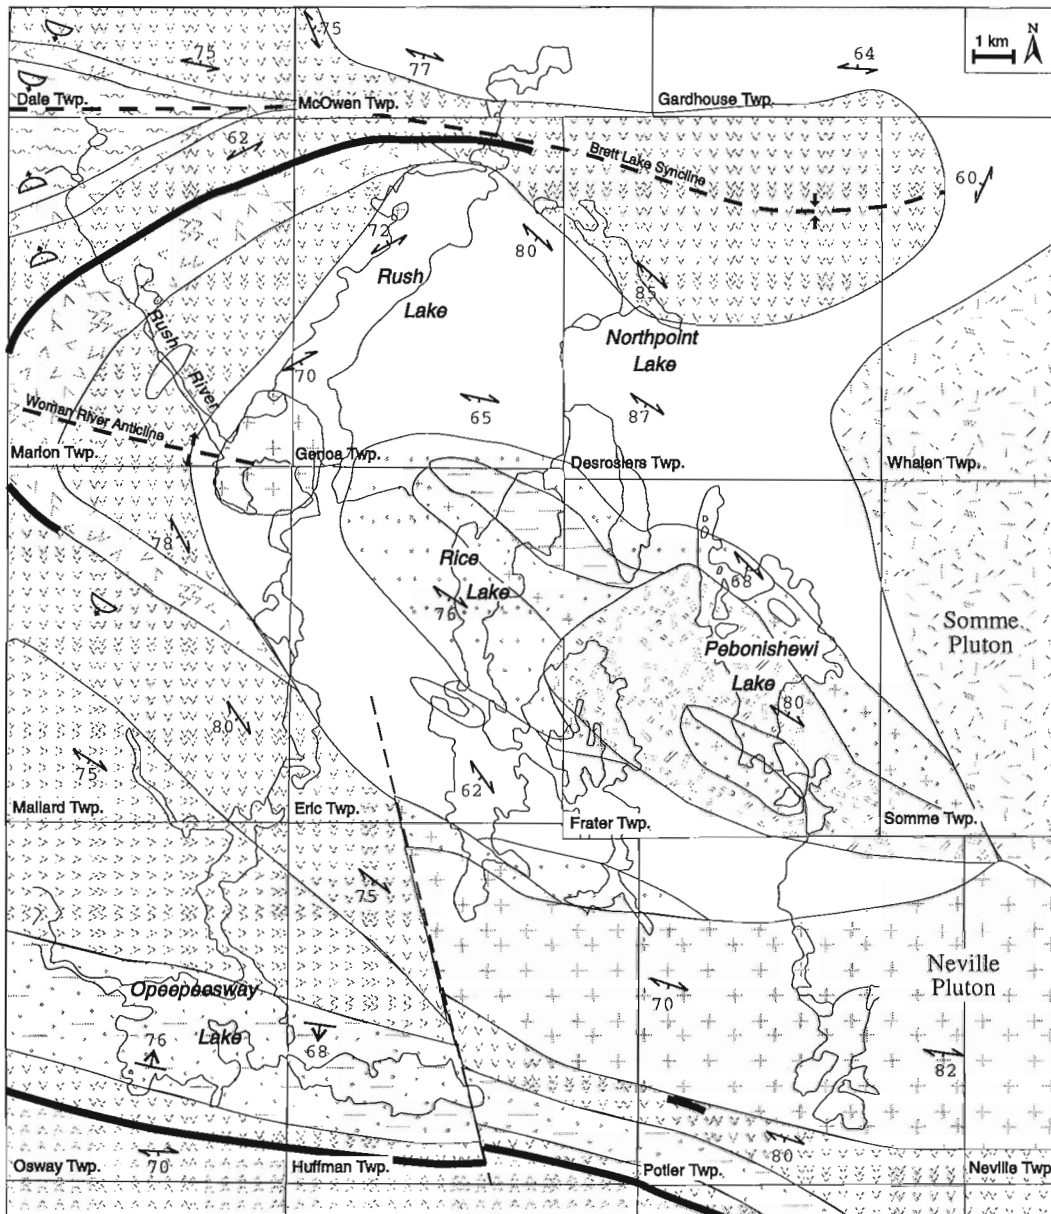 75
75
77
64
N
1 km
Dale Twp.
McOwen Twp.
Gardhouse Twp.
62
Brett Lake Syncline
60
72
80
Rush
Lake
85
Rush
River
Northpoint
Lake
70
65
87
Woman River Anticline
Marion Twp.
Genoa Twp.
Desrosiers Twp.
Whalen Twp.
78
Rice
Lake
76
68
Somme
Pluton
Pebonishewi
Lake
80
80
75
62
Mallard Twp.
Eric Twp.
Frater Twp.
Somme Twp.
75
Neville
Pluton
Opeepeesway
Lake
70
76
68
82
80
70
Osway Twp.
Huffman Twp.
Potier Twp.
Neville Twp.